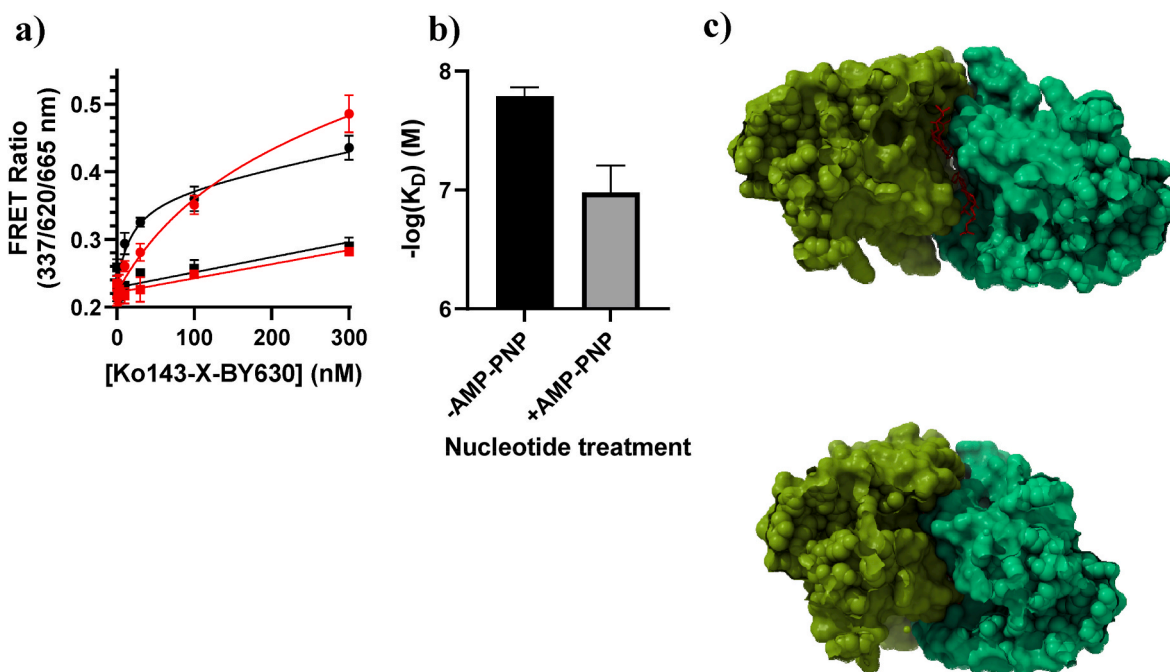 a)
FRET Ratio
(337/620/665 nm)
0.5
0.4
0.3
0.2
0
100
200
300
[Ko143-X-BY630] (nM)
b)
-log(K_D) (M)
8
7
6
-AMP-PNP
+AMP-PNP
Nucleotide treatment
c)